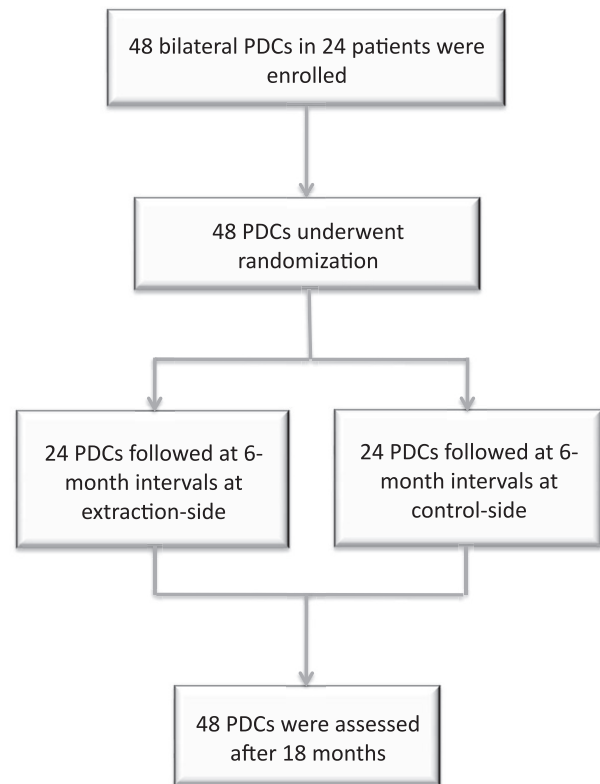 48 bilateral PDCs in 24 patients were
enrolled
48 PDCs underwent
randomization
24 PDCs followed at 6-
month intervals at
extraction-side
24 PDCs followed at 6-
month intervals at
control-side
48 PDCs were assessed
after 18 months